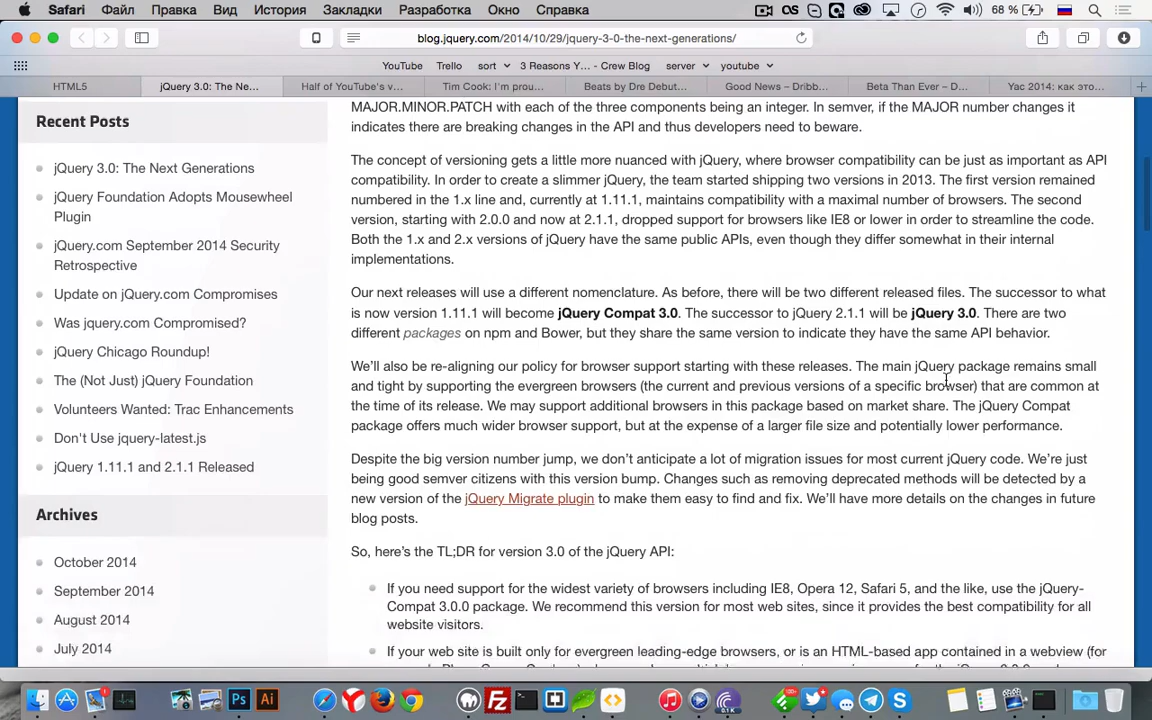 Safari Файл Правка Вид История Закладки Разработка Окно Справка 68 %
blog.jquery.com/2014/10/29/jquery-3-0-the-next-generations/
YouTube Trello sort 3 Reasons Y... - Crew Blog server youtube
HTML5 jQuery 3.0: The Ne... Half of YouTube's v... Tim Cook: I'm prou... Beats by Dre Debut... Good News – Dribb... Beta Than Ever – D... Yac 2014: как это...
MAJOR.MINOR.PATCH with each of the three components being an integer. In semver, if the MAJOR number changes it
indicates there are breaking changes in the API and thus developers need to beware.
The concept of versioning gets a little more nuanced with jQuery, where browser compatibility can be just as important as API
compatibility. In order to create a slimmer jQuery, the team started shipping two versions in 2013. The first version remained
numbered in the 1.x line and, currently at 1.11.1, maintains compatibility with a maximal number of browsers. The second
version, starting with 2.0.0 and now at 2.1.1, dropped support for browsers like IE8 or lower in order to streamline the code.
Both the 1.x and 2.x versions of jQuery have the same public APIs, even though they differ somewhat in their internal
implementations.
Our next releases will use a different nomenclature. As before, there will be two different released files. The successor to what
is now version 1.11.1 will become jQuery Compat 3.0. The successor to jQuery 2.1.1 will be jQuery 3.0. There are two
different packages on npm and Bower, but they share the same version to indicate they have the same API behavior.
We'll also be re-aligning our policy for browser support starting with these releases. The main jQuery package remains small
and tight by supporting the evergreen browsers (the current and previous versions of a specific browser) that are common at
the time of its release. We may support additional browsers in this package based on market share. The jQuery Compat
package offers much wider browser support, but at the expense of a larger file size and potentially lower performance.
Despite the big version number jump, we don't anticipate a lot of migration issues for most current jQuery code. We're just
being good semver citizens with this version bump. Changes such as removing deprecated methods will be detected by a
new version of the jQuery Migrate plugin to make them easy to find and fix. We'll have more details on the changes in future
blog posts.
So, here's the TL;DR for version 3.0 of the jQuery API:
If you need support for the widest variety of browsers including IE8, Opera 12, Safari 5, and the like, use the jQuery-
Compat 3.0.0 package. We recommend this version for most web sites, since it provides the best compatibility for all
website visitors.
If your web site is built only for evergreen leading-edge browsers, or is an HTML-based app contained in a webview (for
Recent Posts
jQuery 3.0: The Next Generations
jQuery Foundation Adopts Mousewheel
Plugin
jQuery.com September 2014 Security
Retrospective
Update on jQuery.com Compromises
Was jquery.com Compromised?
jQuery Chicago Roundup!
The (Not Just) jQuery Foundation
Volunteers Wanted: Trac Enhancements
Don't Use jquery-latest.js
jQuery 1.11.1 and 2.1.1 Released
Archives
October 2014
September 2014
August 2014
July 2014